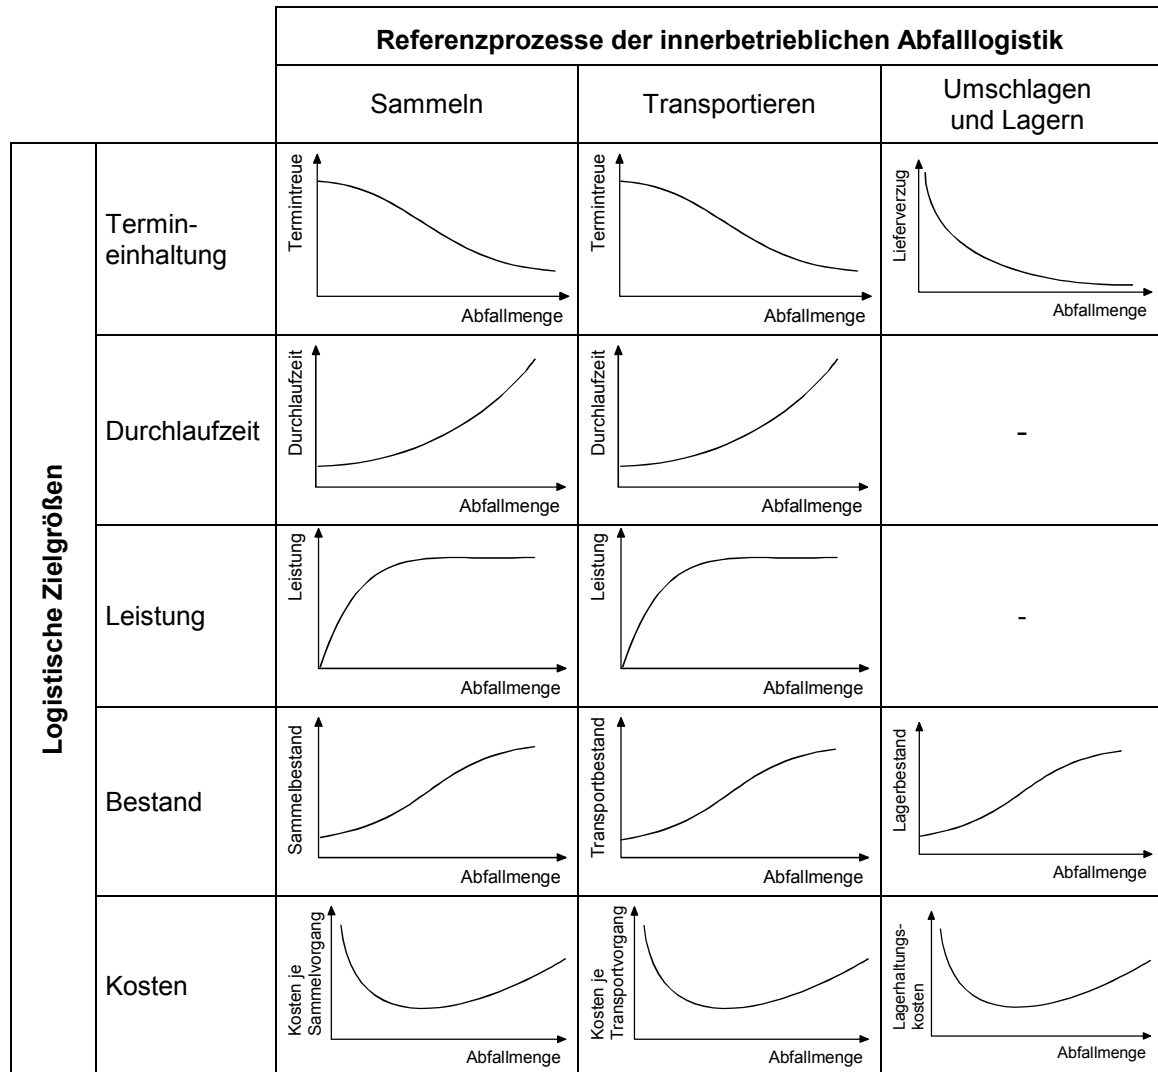 Referenzprozesse der innerbetrieblichen Abfalllogistik
Sammeln
Transportieren
Umschlagen
und Lagern
Logistische Zielgrößen
Termin-
einhaltung
Termintreue
Abfallmenge
Termintreue
Abfallmenge
Lieferverzug
Abfallmenge
Durchlaufzeit
Durchlaufzeit
Abfallmenge
Durchlaufzeit
Abfallmenge
-
Leistung
Leistung
Abfallmenge
Leistung
Abfallmenge
-
Bestand
Sammelbestand
Abfallmenge
Transportbestand
Abfallmenge
Lagerbestand
Abfallmenge
Kosten
Kosten je
Sammelvorgang
Abfallmenge
Kosten je
Transportvorgang
Abfallmenge
Lagerhaltungs-
kosten
Abfallmenge